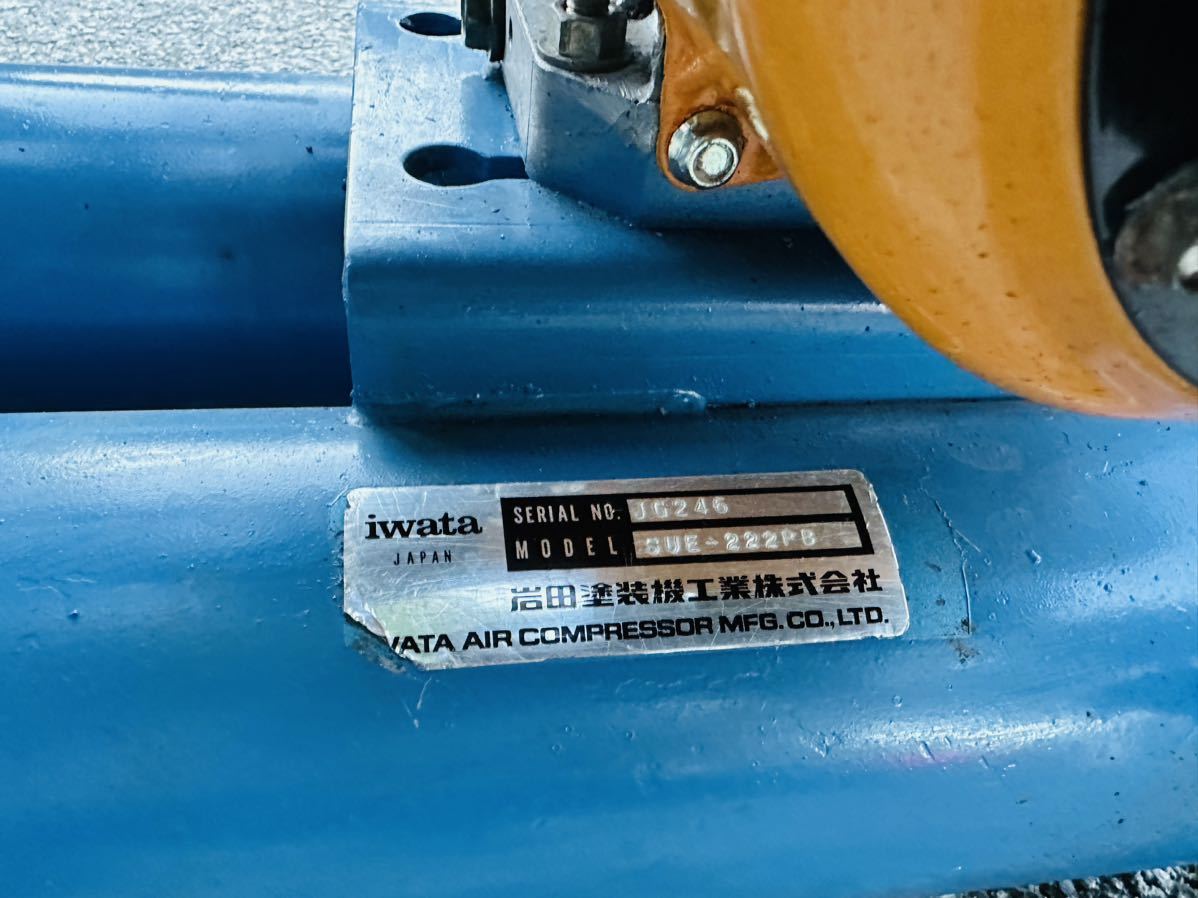 iwata
JAPAN
SERIAL NO. JG246
MODEL SUE-222PB
岩田塗装機工業株式会社
WATA AIR COMPRESSOR MFG. CO., LTD.